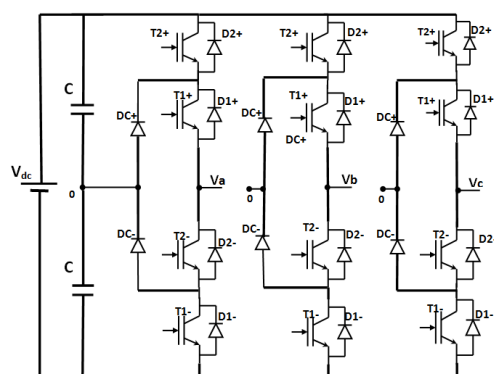 T2+ D2+
T2+ D2+
T2+ D2+
C
DC+ T1+ D1+
DC+ T1+ D1+
DC+
DC+ T1+ D1+
Vdc
0 Va
0 Vb
0 Vc
DC- T2- D2-
DC- T2- D2-
DC- T2- D2-
C
T1- D1-
T1- D1-
T1- D1-